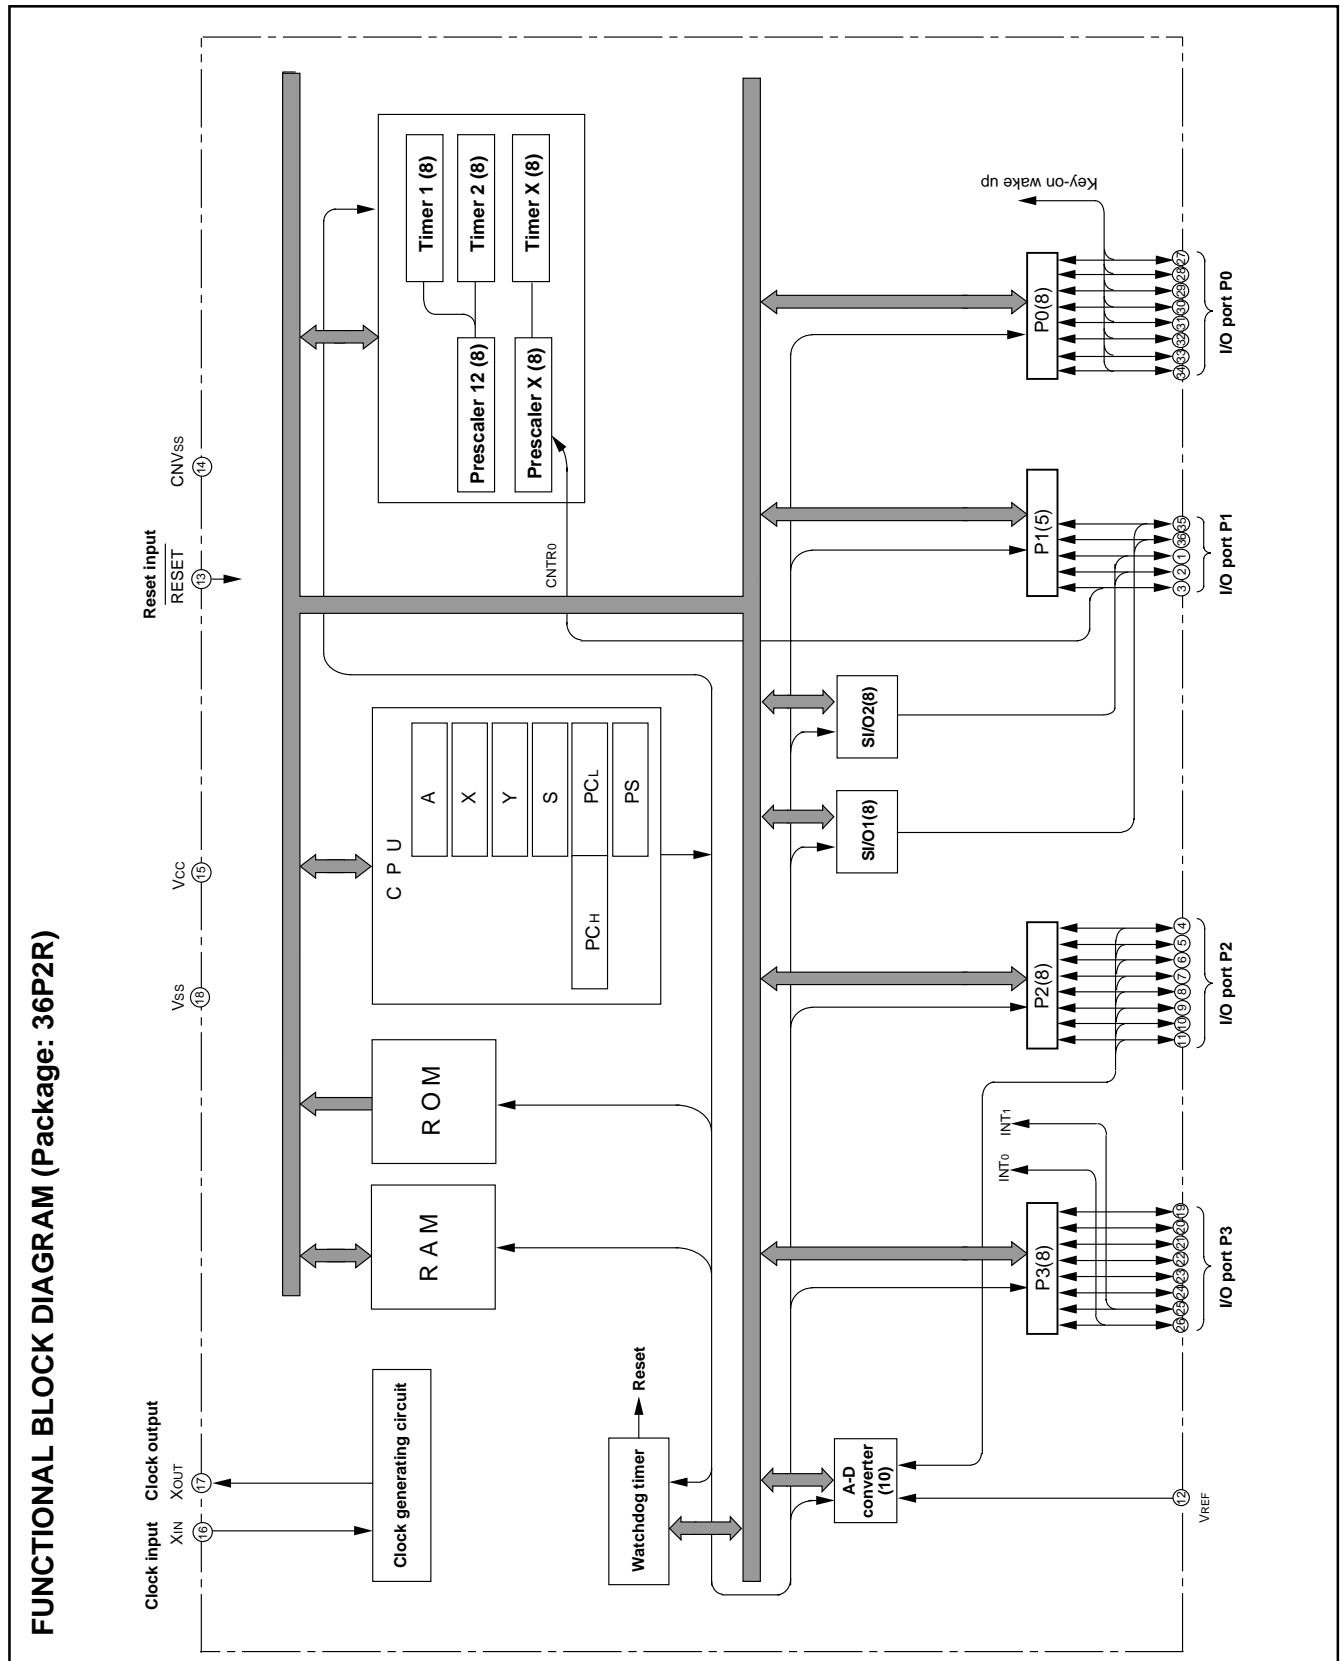 FUNCTIONAL BLOCK DIAGRAM (Package: 36P2R)
Clock input
Clock output
XIN
XOUT
VSS
VCC
Reset input
RESET
CNVSS
16
17
18
15
13
14
Clock generating circuit
RAM
ROM
CPU
A
X
Y
S
PCH
PCL
PS
Timer 1 (8)
Prescaler 12 (8)
Timer 2 (8)
Prescaler X (8)
Timer X (8)
CNTR0
Watchdog timer
Reset
A-D
converter
(10)
SI/O1(8)
SI/O2(8)
INT0
INT1
Key-on wake up
P3(8)
P2(8)
P1(5)
P0(8)
12
26
25
24
23
22
21
20
19
11
10
9
8
7
6
5
4
3
2
1
36
35
34
33
32
31
30
29
28
27
VREF
I/O port P3
I/O port P2
I/O port P1
I/O port P0